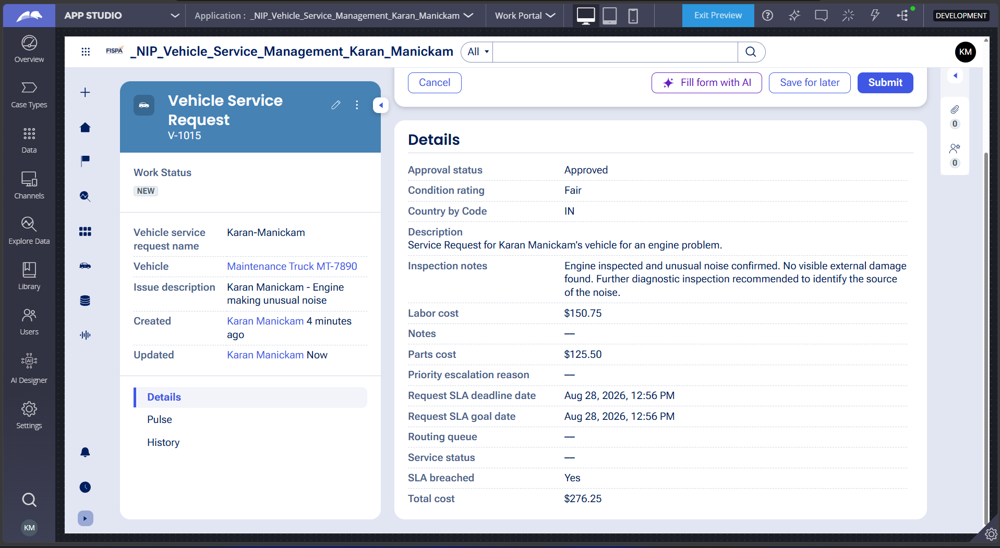 APP STUDIO
Application : _NIP_Vehicle_Service_Management_Karan_Manickam
Work Portal
Exit Preview
DEVELOPMENT
Overview
Case Types
Data
Channels
Explore Data
Library
Users
AI
AI Designer
Settings
KM
FISPA
_NIP_Vehicle_Service_Management_Karan_Manickam
All
KM
Vehicle Service
Request
V-1015
Work Status
NEW
Vehicle service
request name
Karan-Manickam
Vehicle
Maintenance Truck MT-7890
Issue description
Karan Manickam - Engine
making unusual noise
Created
Karan Manickam 4 minutes
ago
Updated
Karan Manickam Now
Details
Pulse
History
Cancel
Fill form with AI
Save for later
Submit
Details
Approval status
Approved
Condition rating
Fair
Country by Code
IN
Description
Service Request for Karan Manickam's vehicle for an engine problem.
Inspection notes
Engine inspected and unusual noise confirmed. No visible external damage
found. Further diagnostic inspection recommended to identify the source
of the noise.
Labor cost
$150.75
Notes
—
Parts cost
$125.50
Priority escalation reason
—
Request SLA deadline date
Aug 28, 2026, 12:56 PM
Request SLA goal date
Aug 28, 2026, 12:56 PM
Routing queue
—
Service status
—
SLA breached
Yes
Total cost
$276.25
0
0